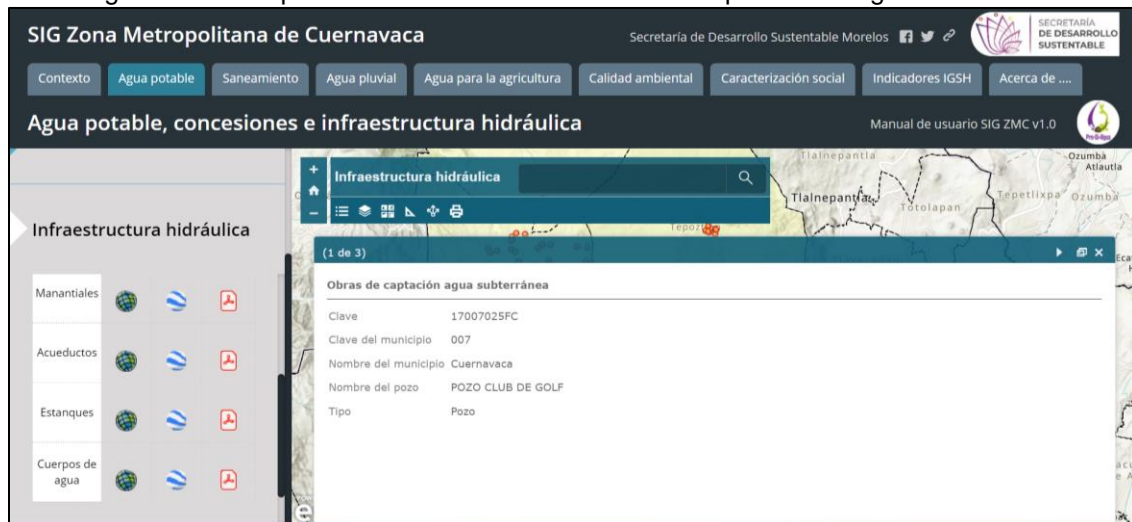 SIG Zona Metropolitana de Cuernavaca
Secretaría de Desarrollo Sustentable Morelos
SECRETARÍA
DE DESARROLLO
SUSTENTABLE
Contexto
Agua potable
Saneamiento
Agua pluvial
Agua para la agricultura
Calidad ambiental
Caracterización social
Indicadores IGSH
Acerca de ....
Agua potable, concesiones e infraestructura hidráulica
Manual de usuario SIG ZMC v1.0
Infraestructura hidráulica
Tlalnepantla
Ozumba
Atlautla
Tlalnepantla
Totolapan
Tepetlixpa
Ozumba
Infraestructura hidráulica
(1 de 3)
Obras de captación agua subterránea
Manantiales
Clave 17007025FC
Clave del municipio 007
Acueductos
Nombre del municipio Cuernavaca
Nombre del pozo POZO CLUB DE GOLF
Estanques
Tipo Pozo
Cuerpos de
agua